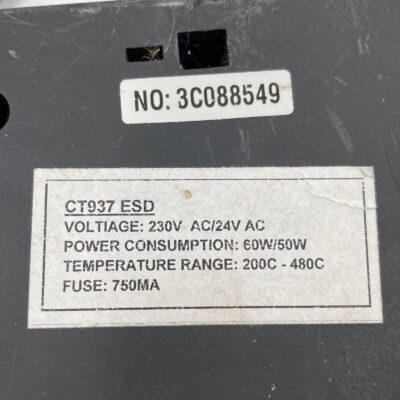 NO: 3C088549
CT937 ESD
VOLTIAGE: 230V AC/24V AC
POWER CONSUMPTION: 60W/50W
TEMPERATURE RANGE: 200C - 480C
FUSE: 750MA